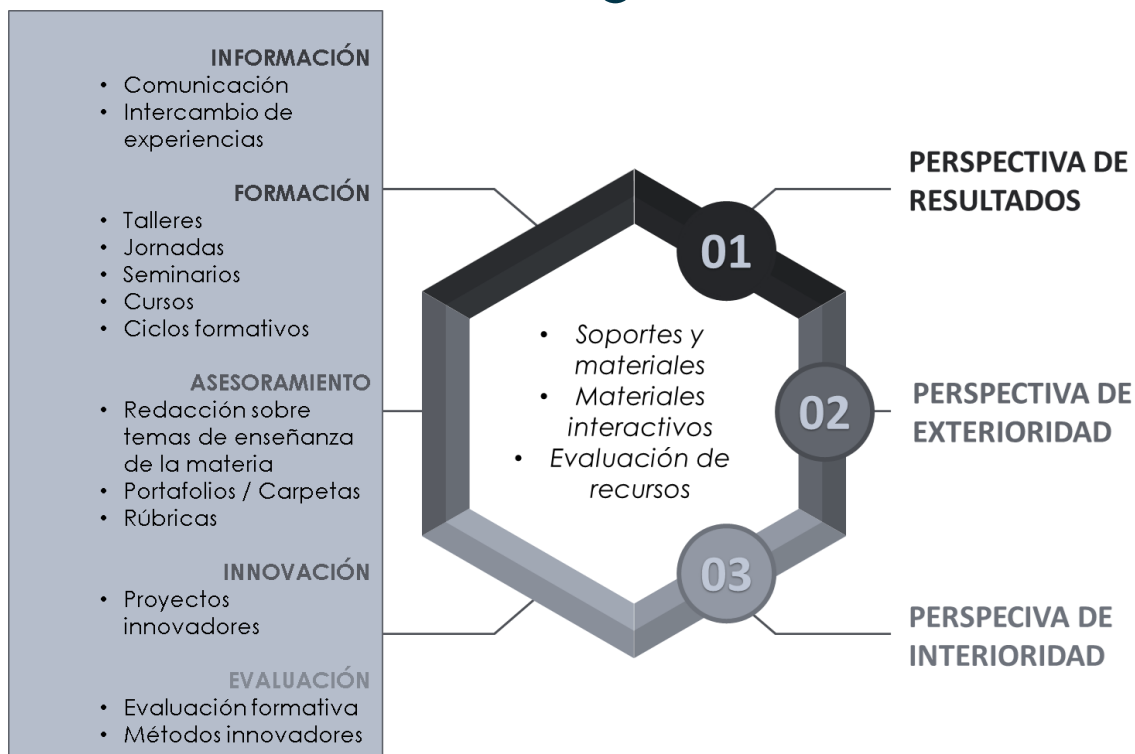 INFORMACIÓN
• Comunicación
• Intercambio de
experiencias
FORMACIÓN
• Talleres
• Jornadas
• Seminarios
• Cursos
• Ciclos formativos
ASESORAMIENTO
• Redacción sobre
temas de enseñanza
de la materia
• Portafolios / Carpetas
• Rúbricas
INNOVACIÓN
• Proyectos
innovadores
EVALUACIÓN
• Evaluación formativa
• Métodos innovadores
• Soportes y
materiales
• Materiales
interactivos
• Evaluación de
recursos
01
PERSPECTIVA DE
RESULTADOS
02
PERSPECTIVA DE
EXTERIORIDAD
03
PERSPECIVA DE
INTERIORIDAD